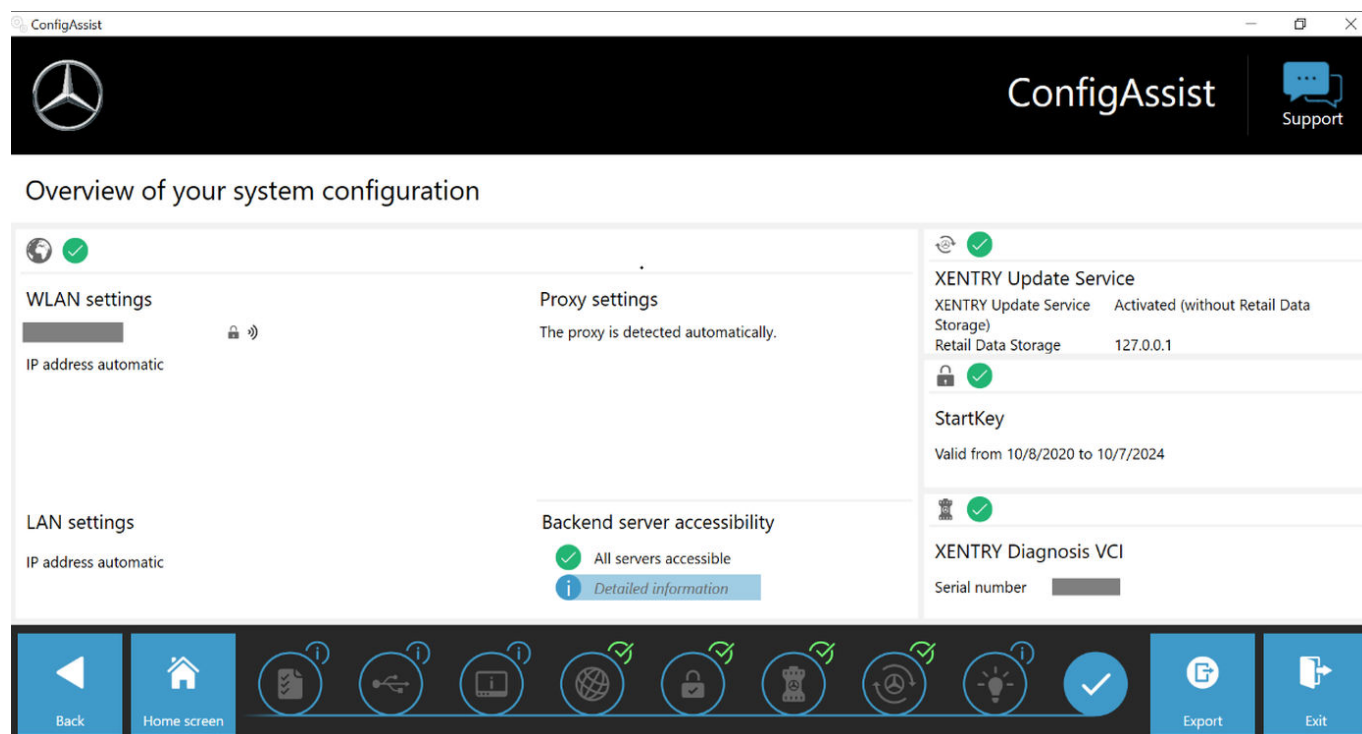 ConfigAssist
ConfigAssist
Support
Overview of your system configuration
WLAN settings
IP address automatic
Proxy settings
The proxy is detected automatically.
LAN settings
IP address automatic
Backend server accessibility
All servers accessible
Detailed information
XENTRY Update Service
XENTRY Update Service Activated (without Retail Data
Storage)
Retail Data Storage 127.0.0.1
StartKey
Valid from 10/8/2020 to 10/7/2024
XENTRY Diagnosis VCI
Serial number
Back
Home screen
Export
Exit